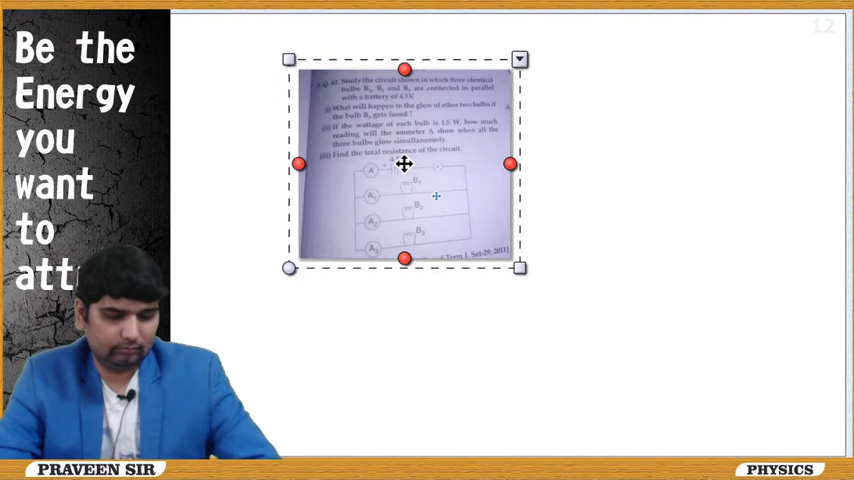 12
Be the
Energy
you
want
to
att
Q. 41. Study the circuit shown in which three identical
bulbs B1, B2 and B3 are connected in parallel
with a battery of 4.5V.
(i) What will happen to the glow of other two bulbs if
the bulb B3 gets fused ?
(ii) If the wattage of each bulb is 1.5 W, how much
reading will the ammeter A show when all the
three bulbs glow simultaneously.
(iii) Find the total resistance of the circuit.
A
B1
A1
B2
A2
B3
A3
Term I, Set-29, 2011]
PRAVEEN SIR
PHYSICS